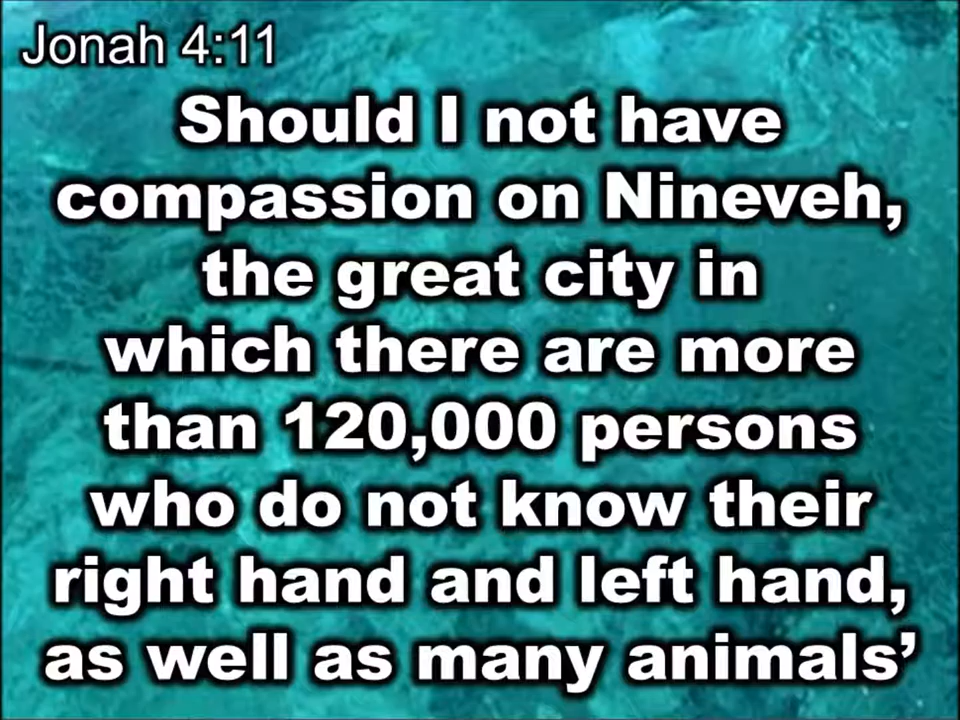 Jonah 4:11
Should I not have
compassion on Nineveh,
the great city in
which there are more
than 120,000 persons
who do not know their
right hand and left hand,
as well as many animals’